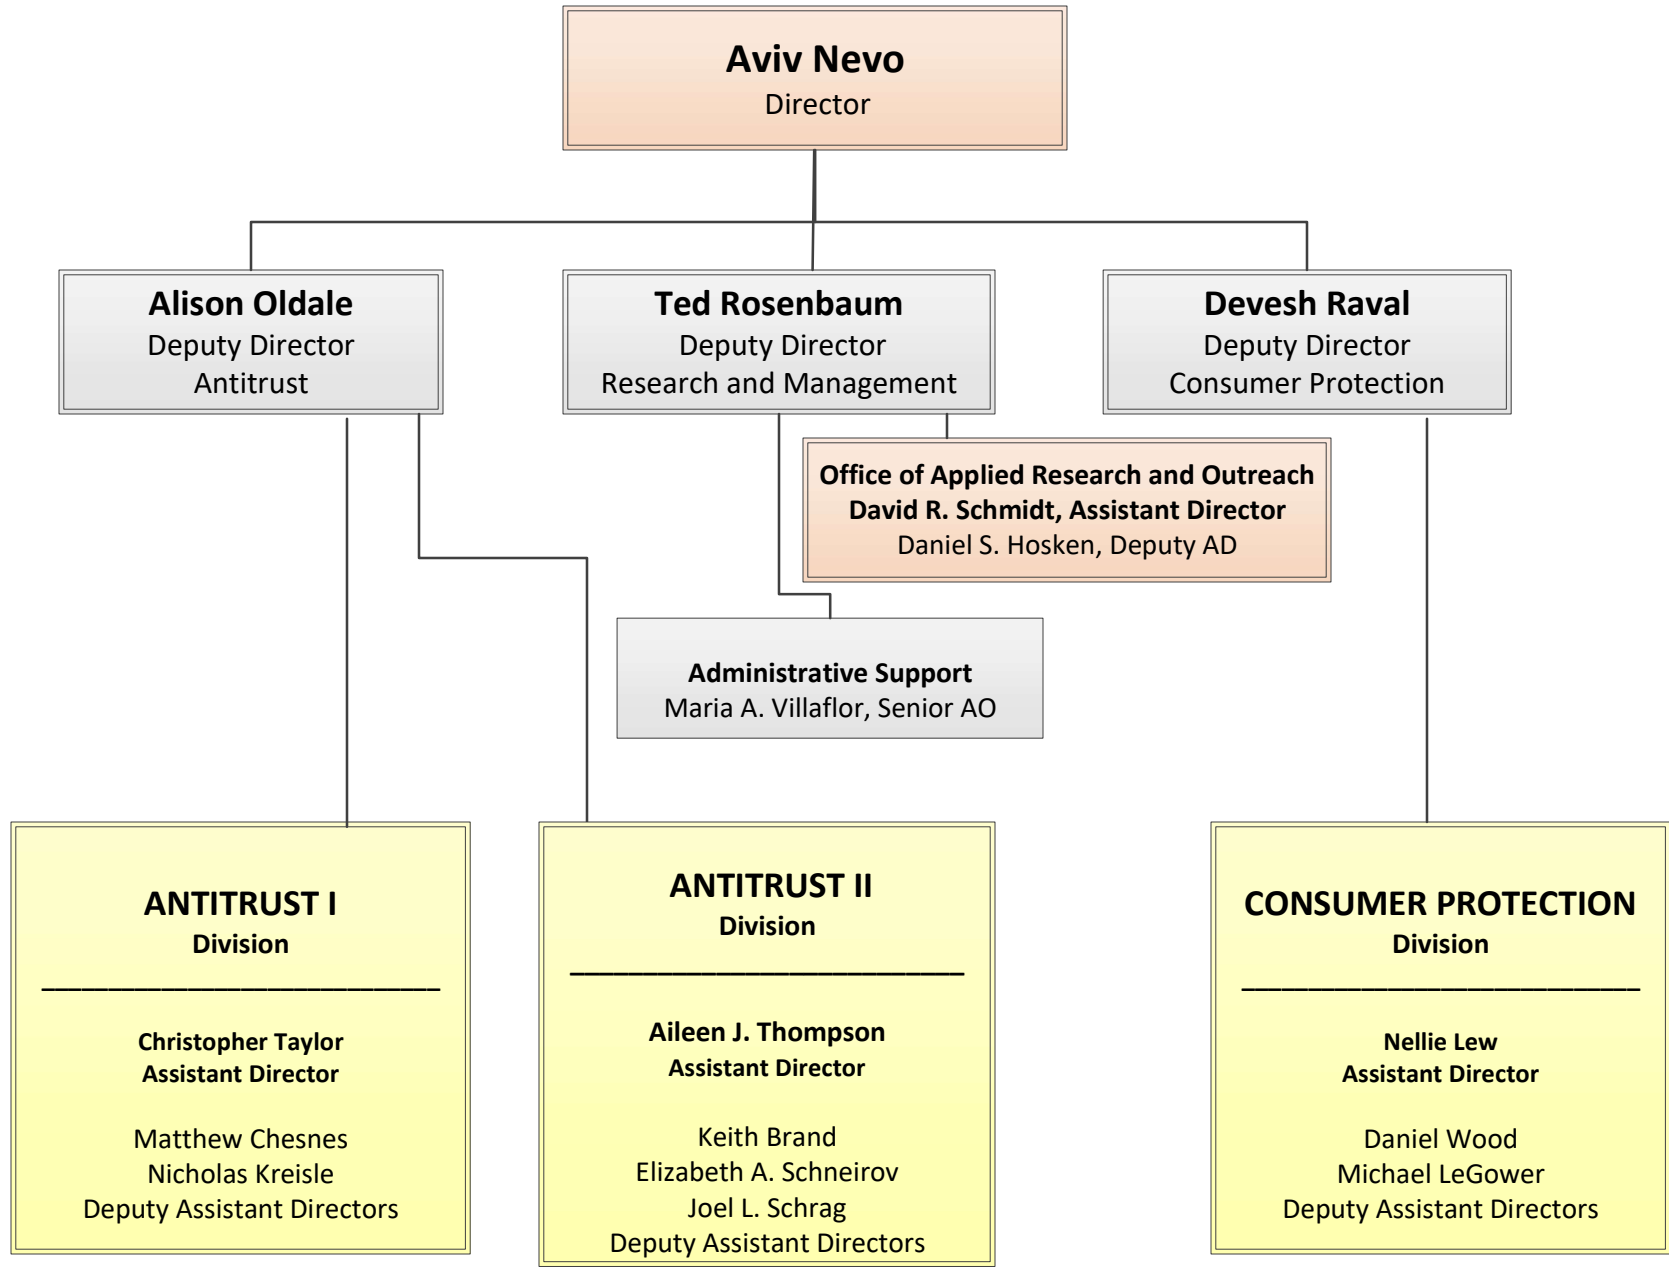 Aviv Nevo
Director
Alison Oldale
Deputy Director
Antitrust
Ted Rosenbaum
Deputy Director
Research and Management
Devesh Raval
Deputy Director
Consumer Protection
Office of Applied Research and Outreach
David R. Schmidt, Assistant Director
Daniel S. Hosken, Deputy AD
Administrative Support
Maria A. Villaflor, Senior AO
ANTITRUST I
Division
Christopher Taylor
Assistant Director
Matthew Chesnes
Nicholas Kreisle
Deputy Assistant Directors
ANTITRUST II
Division
Aileen J. Thompson
Assistant Director
Keith Brand
Elizabeth A. Schneirov
Joel L. Schrag
Deputy Assistant Directors
CONSUMER PROTECTION
Division
Nellie Lew
Assistant Director
Daniel Wood
Michael LeGower
Deputy Assistant Directors